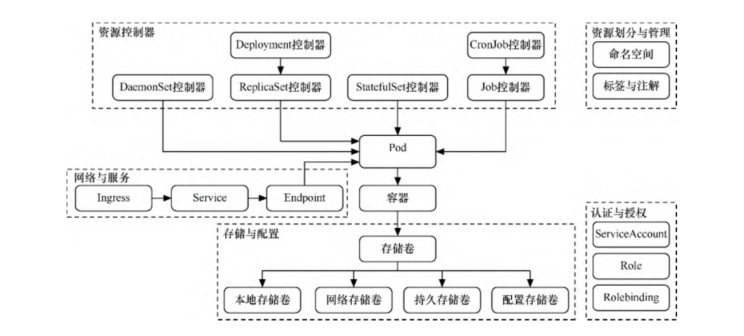 资源控制器
Deployment控制器
CronJob控制器
DaemonSet控制器
ReplicaSet控制器
StatefulSet控制器
Job控制器
资源划分与管理
命名空间
标签与注解
Pod
网络与服务
Ingress
Service
Endpoint
容器
存储与配置
存储卷
本地存储卷
网络存储卷
持久存储卷
配置存储卷
认证与授权
ServiceAccount
Role
Rolebinding